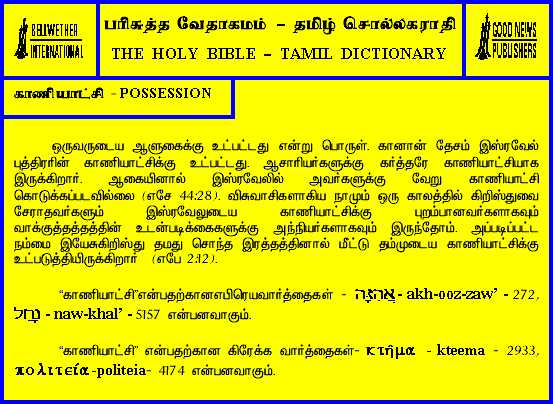 BELLWETHER
INTERNATIONAL
பரிசுத்த வேதாகமம் – தமிழ் சொல்லகராதி
THE HOLY BIBLE – TAMIL DICTIONARY
GOOD NEWS
PUBLISHERS
காணியாட்சி - POSSESSION
ஒருவருடைய ஆளுகைக்கு உட்பட்டது என்று பொருள். கானான் தேசம் இஸ்ரவேல்
புத்திரரின் காணியாட்சிக்கு உட்பட்டது. ஆசாரியர்களுக்கு கர்த்தரே காணியாட்சியாக
இருக்கிறார். ஆகையினால் இஸ்ரவேலில் அவர்களுக்கு வேறு காணியாட்சி
கொடுக்கப்படவில்லை (எசே 44:28). விசுவாசிகளாகிய நாமும் ஒரு காலத்தில் கிறிஸ்துவை
சேராதவர்களும் இஸ்ரவேலுடைய காணியாட்சிக்கு புறம்பானவர்களாகவும்
வாக்குத்தத்தத்தின் உடன்படிக்கைகளுக்கு அந்நியர்களாகவும் இருந்தோம். அப்படிப்பட்ட
நம்மை இயேசுகிறிஸ்து தமது சொந்த இரத்தத்தினால் மீட்டு தம்முடைய காணியாட்சிக்கு
உட்படுத்தியிருக்கிறார் (எபே 2:12).
“காணியாட்சி”என்பதற்கானஎபிரெயவார்த்தைகள் - אֲחֻזָּה - akh-ooz-zaw’ - 272,
נָחַל - naw-khal’ - 5157 என்பனவாகும்.
“காணியாட்சி” என்பதற்கான கிரேக்க வார்த்தைகள்- κτῆμα - kteema - 2933,
πολιτεία-politeia- 4174 என்பனவாகும்.